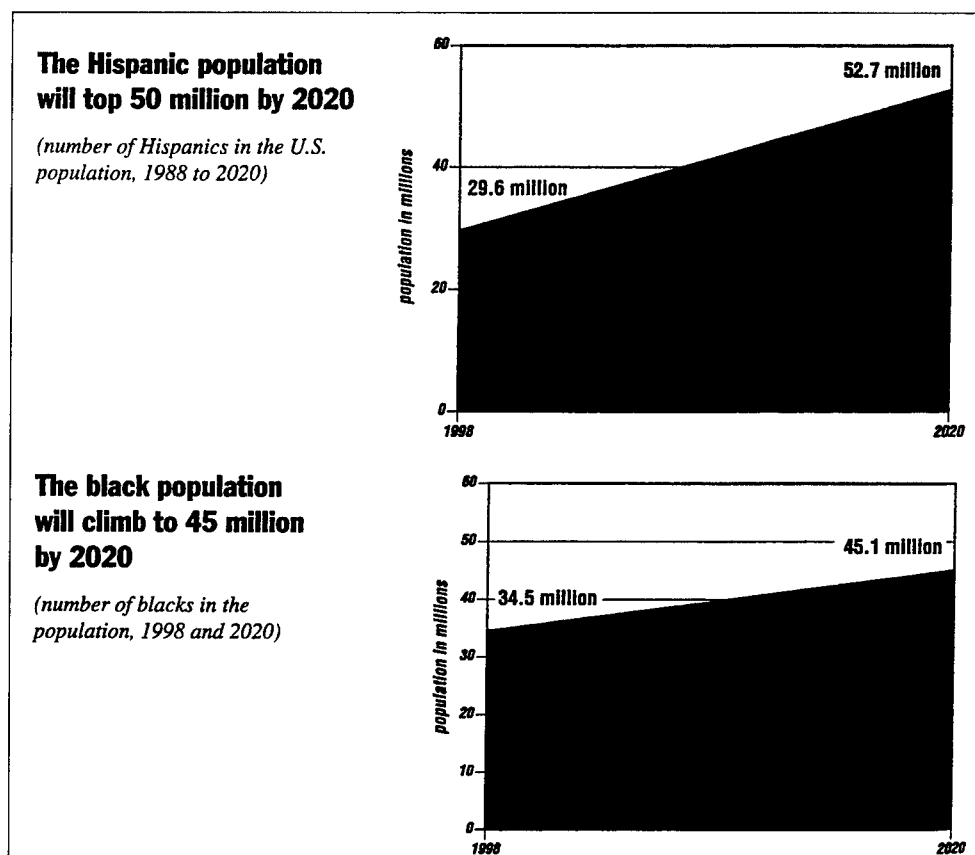 The Hispanic population
will top 50 million by 2020
(number of Hispanics in the U.S.
population, 1988 to 2020)
population in millions
60
40
20
0
29.6 million
52.7 million
1998
2020
The black population
will climb to 45 million
by 2020
(number of blacks in the
population, 1998 and 2020)
population in millions
60
50
40
30
20
10
0
34.5 million
45.1 million
1998
2020